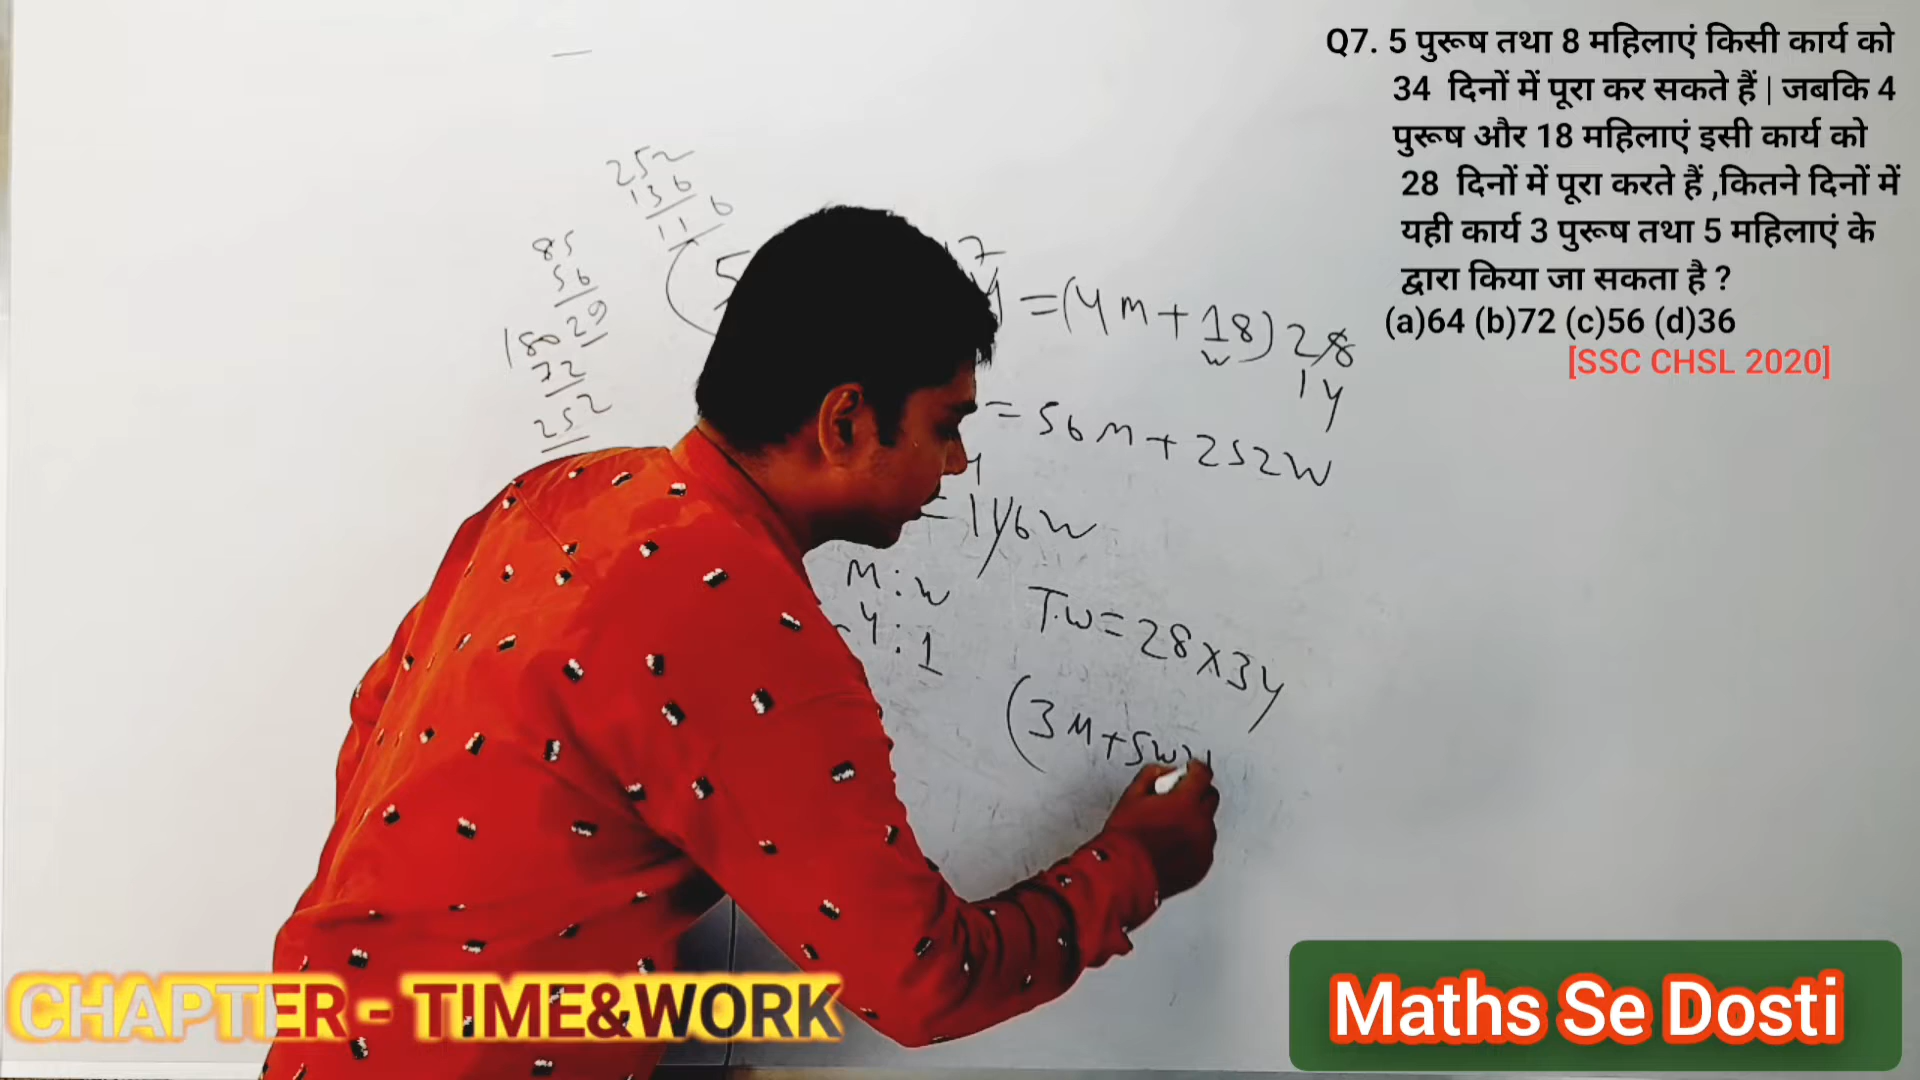 Q7. 5 पुरूष तथा 8 महिलाएं किसी कार्य को
34 दिनों में पूरा कर सकते हैं | जबकि 4
पुरूष और 18 महिलाएं इसी कार्य को
28 दिनों में पूरा करते हैं ,कितने दिनों में
यही कार्य 3 पुरूष तथा 5 महिलाएं के
द्वारा किया जा सकता है ?
(a)64 (b)72 (c)56 (d)36
[SSC CHSL 2020]
252
136
116
85
56
29
180
72
252
(5
17
=(4m+18)28
w
14
=56m+252w
=116w
M:w
4:1
T.w=28×34
(3M+5w)
CHAPTER - TIME&WORK
Maths Se Dosti